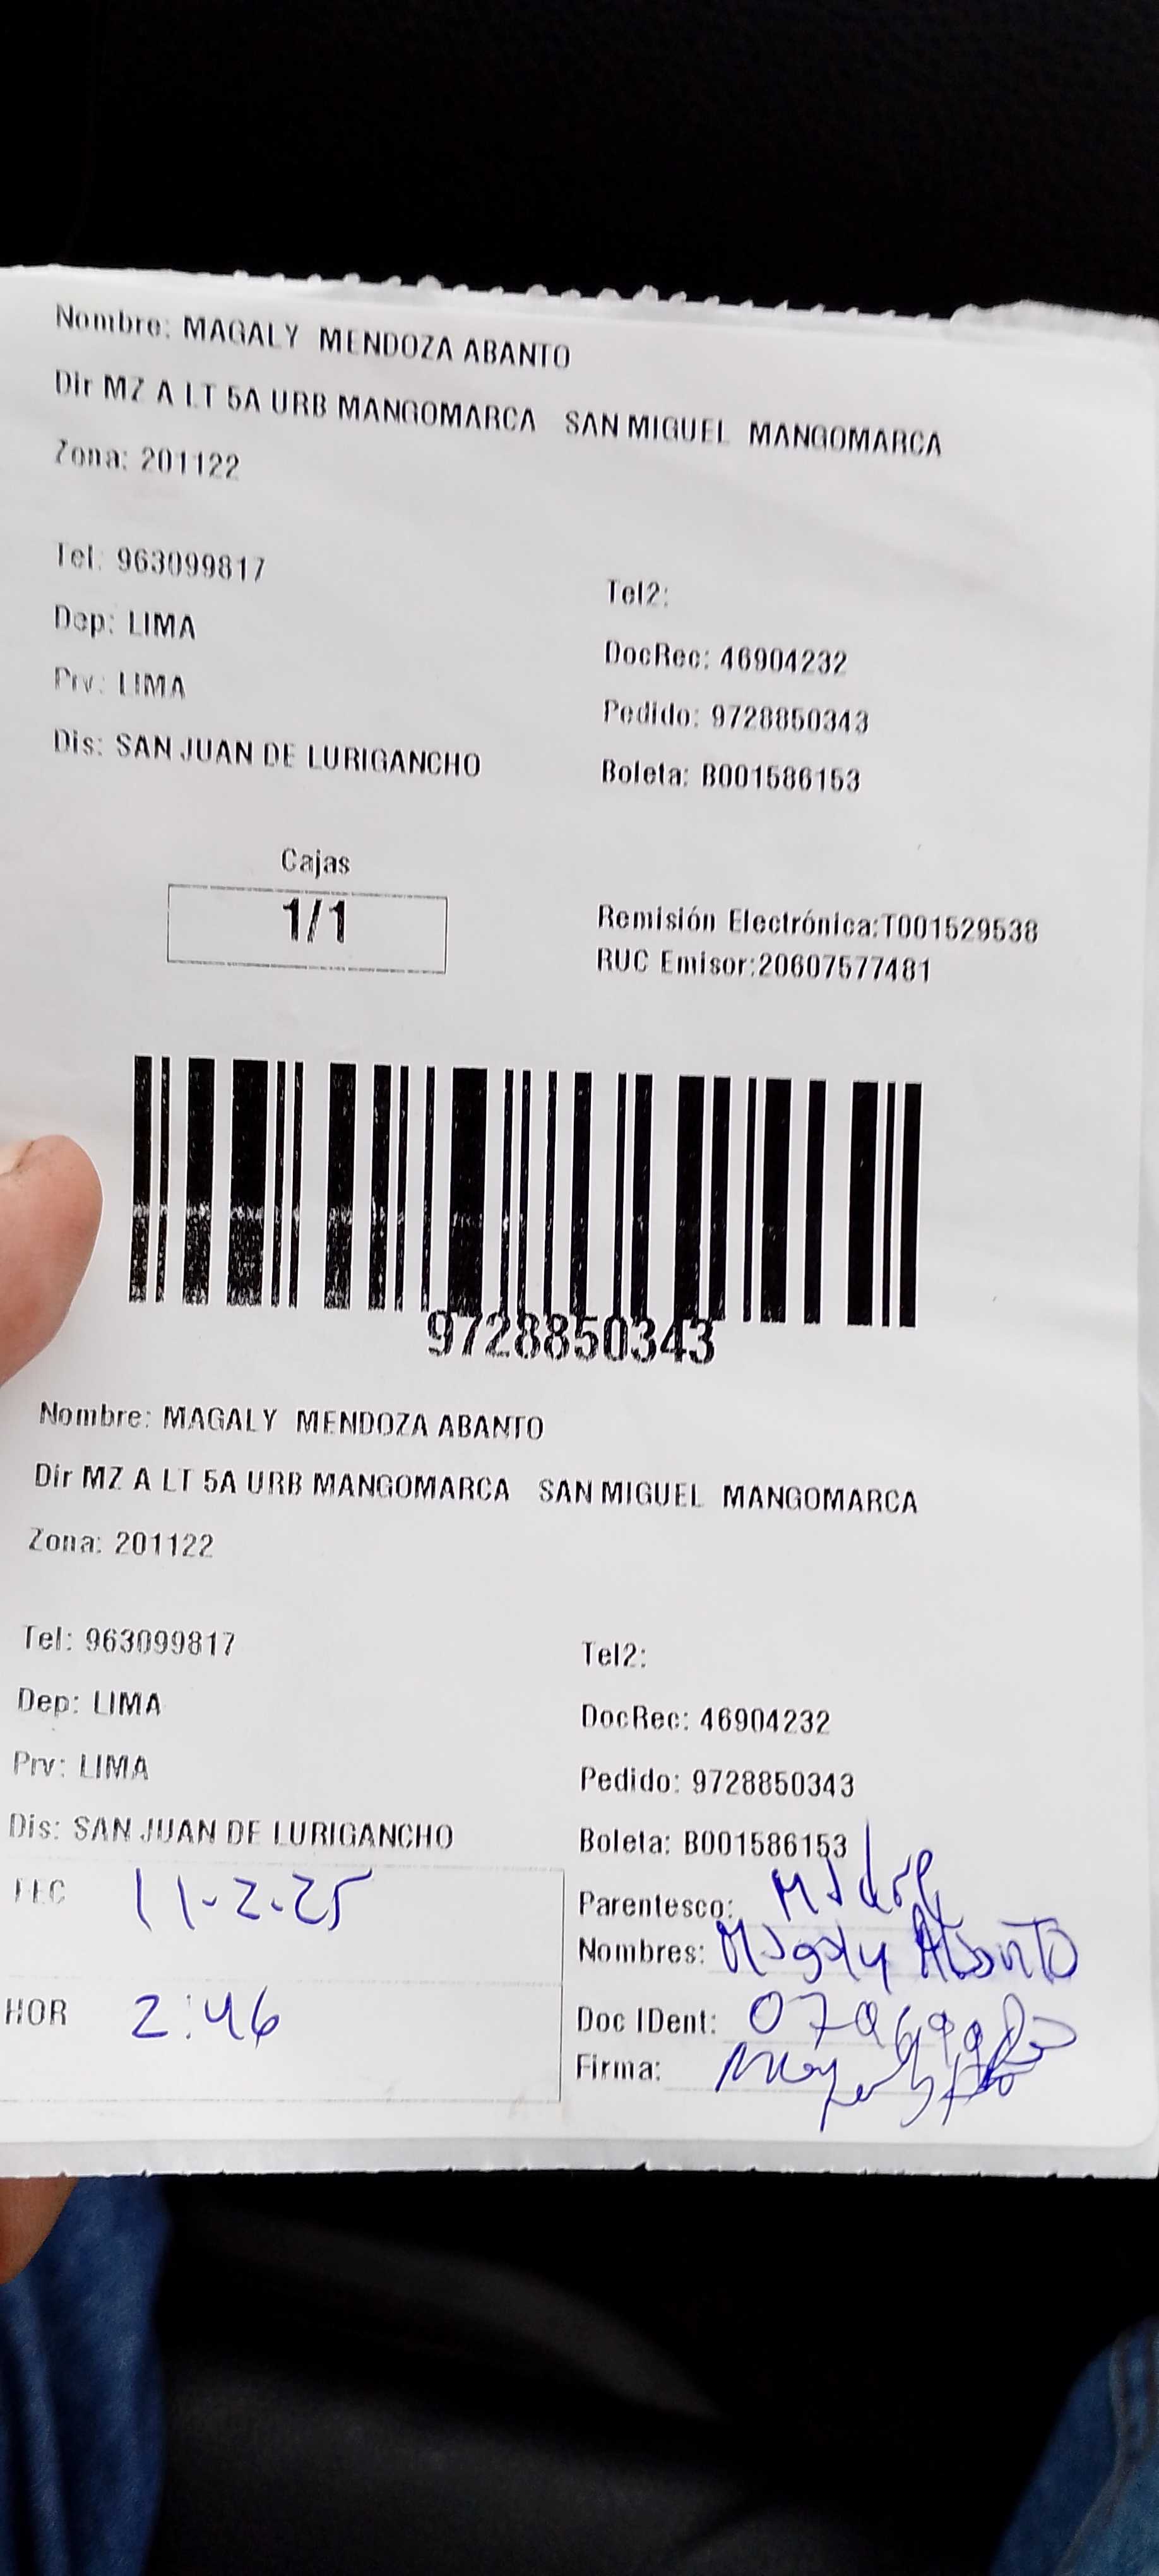 Nombre: MAGALY MENDOZA ABANTO
Dir MZ A LT 5A URB MANGOMARCA SAN MIGUEL MANGOMARCA
Zona: 201122
Tel: 963099817
Tel2:
Dep: LIMA
DocRec: 46904232
Prv: LIMA
Pedido: 9728850343
Dis: SAN JUAN DE LURIGANCHO
Boleta: B001586153
Cajas
1/1
Remisión Electrónica:T001529538
RUC Emisor:20607577481
9728850343
Nombre: MAGALY MENDOZA ABANTO
Dir MZ A LT 5A URB MANGOMARCA SAN MIGUEL MANGOMARCA
Zona: 201122
Tel: 963099817
Tel2:
Dep: LIMA
DocRec: 46904232
Prv: LIMA
Pedido: 9728850343
Dis: SAN JUAN DE LURIGANCHO
Boleta: B001586153
FEC 11-2-25
Parentesco: Madre
Nombres: Magaly Abanto
HOR 2:46
Doc IDent:
Firma: